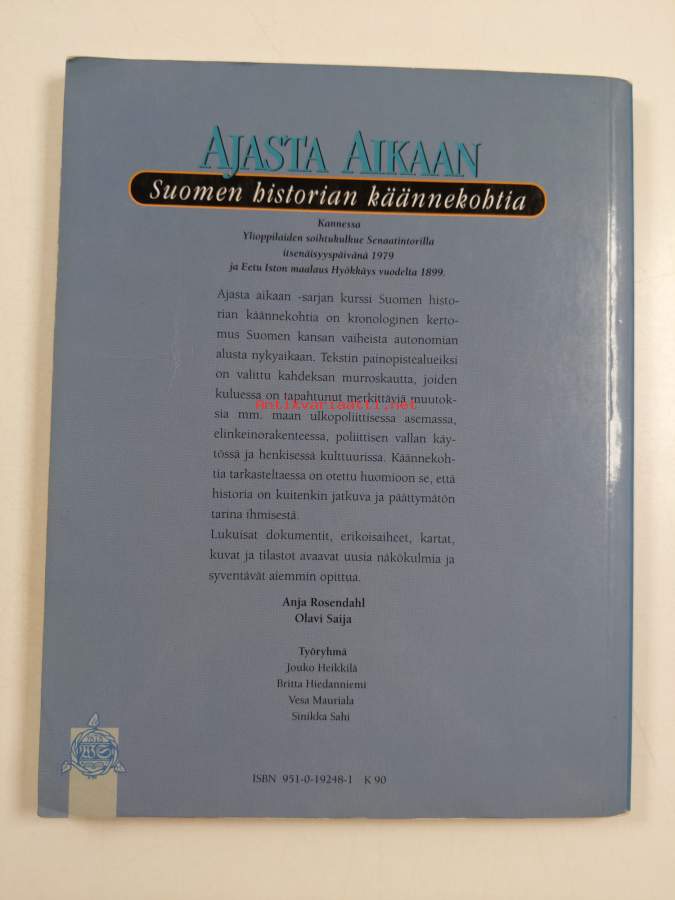 AJASTA AIKAAN
Suomen historian käännekohtia
Kannessa
Ylioppilaiden soihtukulkue Senaatintorilla
itsenäisyyspäivänä 1979
ja Eetu Iston maalaus Hyökkäys vuodelta 1899.
Ajasta aikaan -sarjan kurssi Suomen histo-
rian käännekohtia on kronologinen kerto-
mus Suomen kansan vaiheista autonomian
alusta nykyaikaan. Tekstin painopistealueiksi
on valittu kahdeksan murroskautta, joiden
kuluessa on tapahtunut merkittäviä muutok-
antikvariaatti.net
sia mm. maan ulkopoliittisessa asemassa,
elinkeinorakenteessa, poliittisen vallan käy-
tössä ja henkisessä kulttuurissa. Käännekoh-
tia tarkasteltaessa on otettu huomioon se, että
historia on kuitenkin jatkuva ja päättymätön
tarina ihmisestä.
Lukuisat dokumentit, erikoisaiheet, kartat,
kuvat ja tilastot avaavat uusia näkökulmia ja
syventävät aiemmin opittua.
Anja Rosendahl
Olavi Saija
Työryhmä
Jouko Heikkilä
Britta Hiedanniemi
Vesa Mauriala
Sinikka Sahi
WS
ISBN 951-0-19248-1 K 90